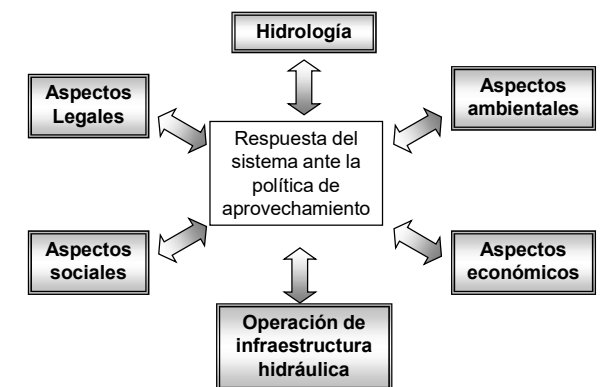 Hidrología
Aspectos
Legales
Aspectos
ambientales
Respuesta del
sistema ante la
política de
aprovechamiento
Aspectos
sociales
Aspectos
económicos
Operación de
infraestructura
hidráulica